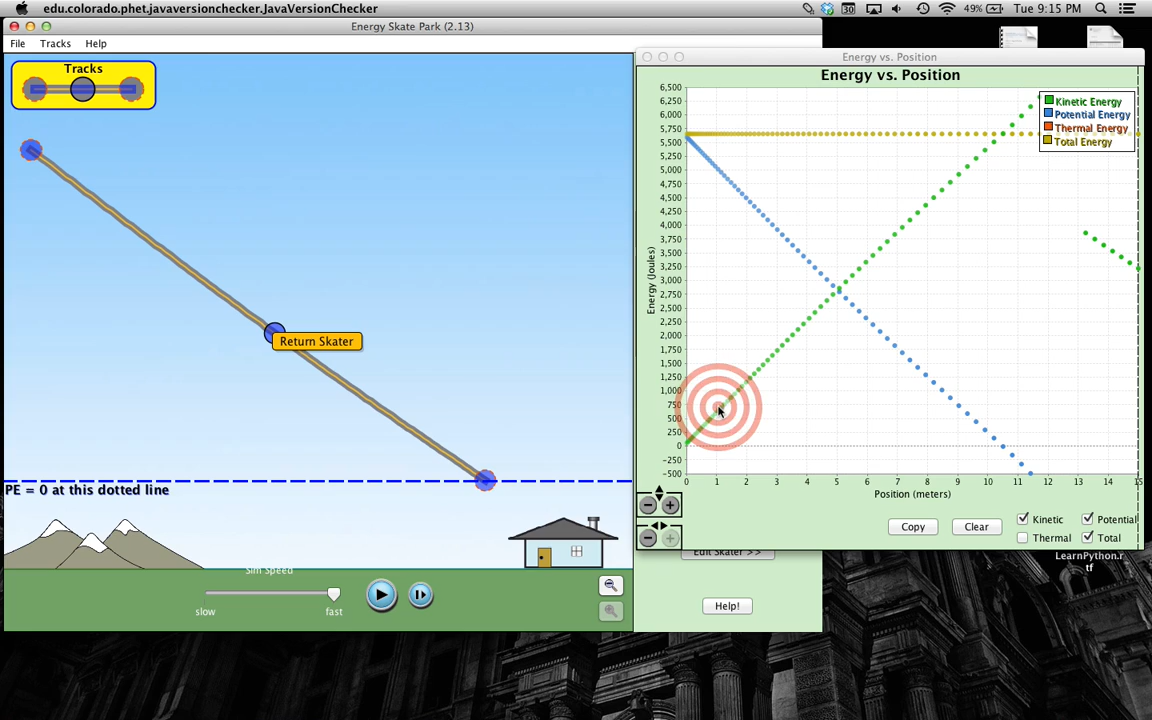 edu.colorado.phet.javaversionchecker.JavaVersionChecker
30
49%
Tue 9:15 PM
Energy Skate Park (2.13)
File Tracks Help
Tracks
Return Skater
PE = 0 at this dotted line
Sim Speed
slow
fast
Edit Skater >>
Help!
Energy vs. Position
Energy vs. Position
Kinetic Energy
Potential Energy
Thermal Energy
Total Energy
Energy (Joules)
6,500
6,250
6,000
5,750
5,500
5,250
5,000
4,750
4,500
4,250
4,000
3,750
3,500
3,250
3,000
2,750
2,500
2,250
2,000
1,750
1,500
1,250
1,000
750
500
250
0
-250
-500
0 1 2 3 4 5 6 7 8 9 10 11 12 13 14 15
Position (meters)
Copy
Clear
Kinetic
Potential
Thermal
Total
LearnPython.r
tf